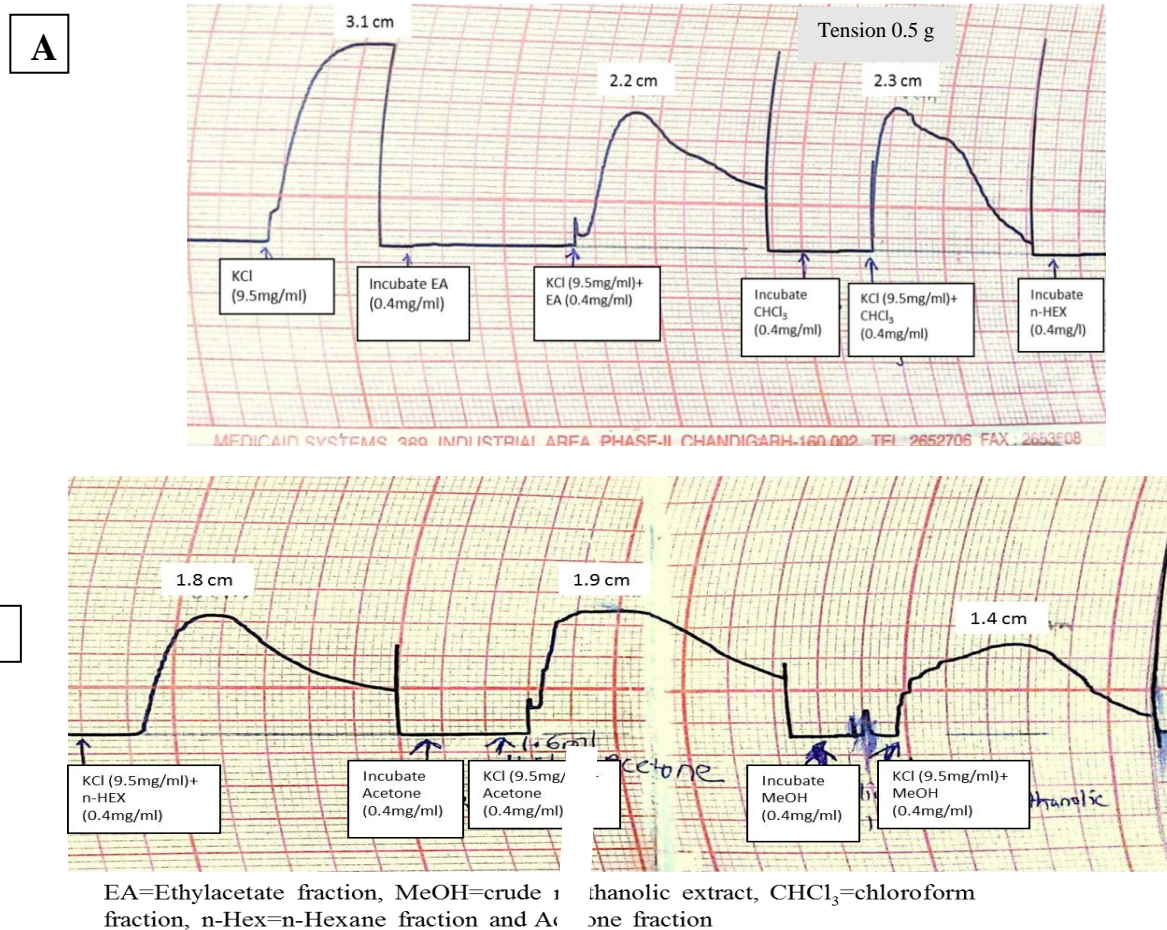 A
3.1 cm
Tension 0.5 g
2.2 cm
2.3 cm
KCl
(9.5mg/ml)
Incubate EA
(0.4mg/ml)
KCl (9.5mg/ml)+
EA (0.4mg/ml)
Incubate
CHCl₃
(0.4mg/ml)
KCl (9.5mg/ml)+
CHCl₃
(0.4mg/ml)
Incubate
n-HEX
(0.4mg/l)
MEDICAID SYSTEMS 389 INDUSTRIAL AREA PHASE-II CHANDIGARH-160 002 TEL 2652706 FAX : 2653808
1.8 cm
1.9 cm
1.4 cm
KCl (9.5mg/ml)+
n-HEX
(0.4mg/ml)
Incubate
Acetone
(0.4mg/ml)
1.6ml
KCl (9.5mg/
Acetone
(0.4mg/ml)
acetone
Incubate
MeOH
(0.4mg/ml)
KCl (9.5mg/ml)+
MeOH
(0.4mg/ml)
thanolic
EA=Ethylacetate fraction, MeOH=crude thanolic extract, CHCl₃=chloroform
fraction, n-Hex=n-Hexane fraction and Ac one fraction